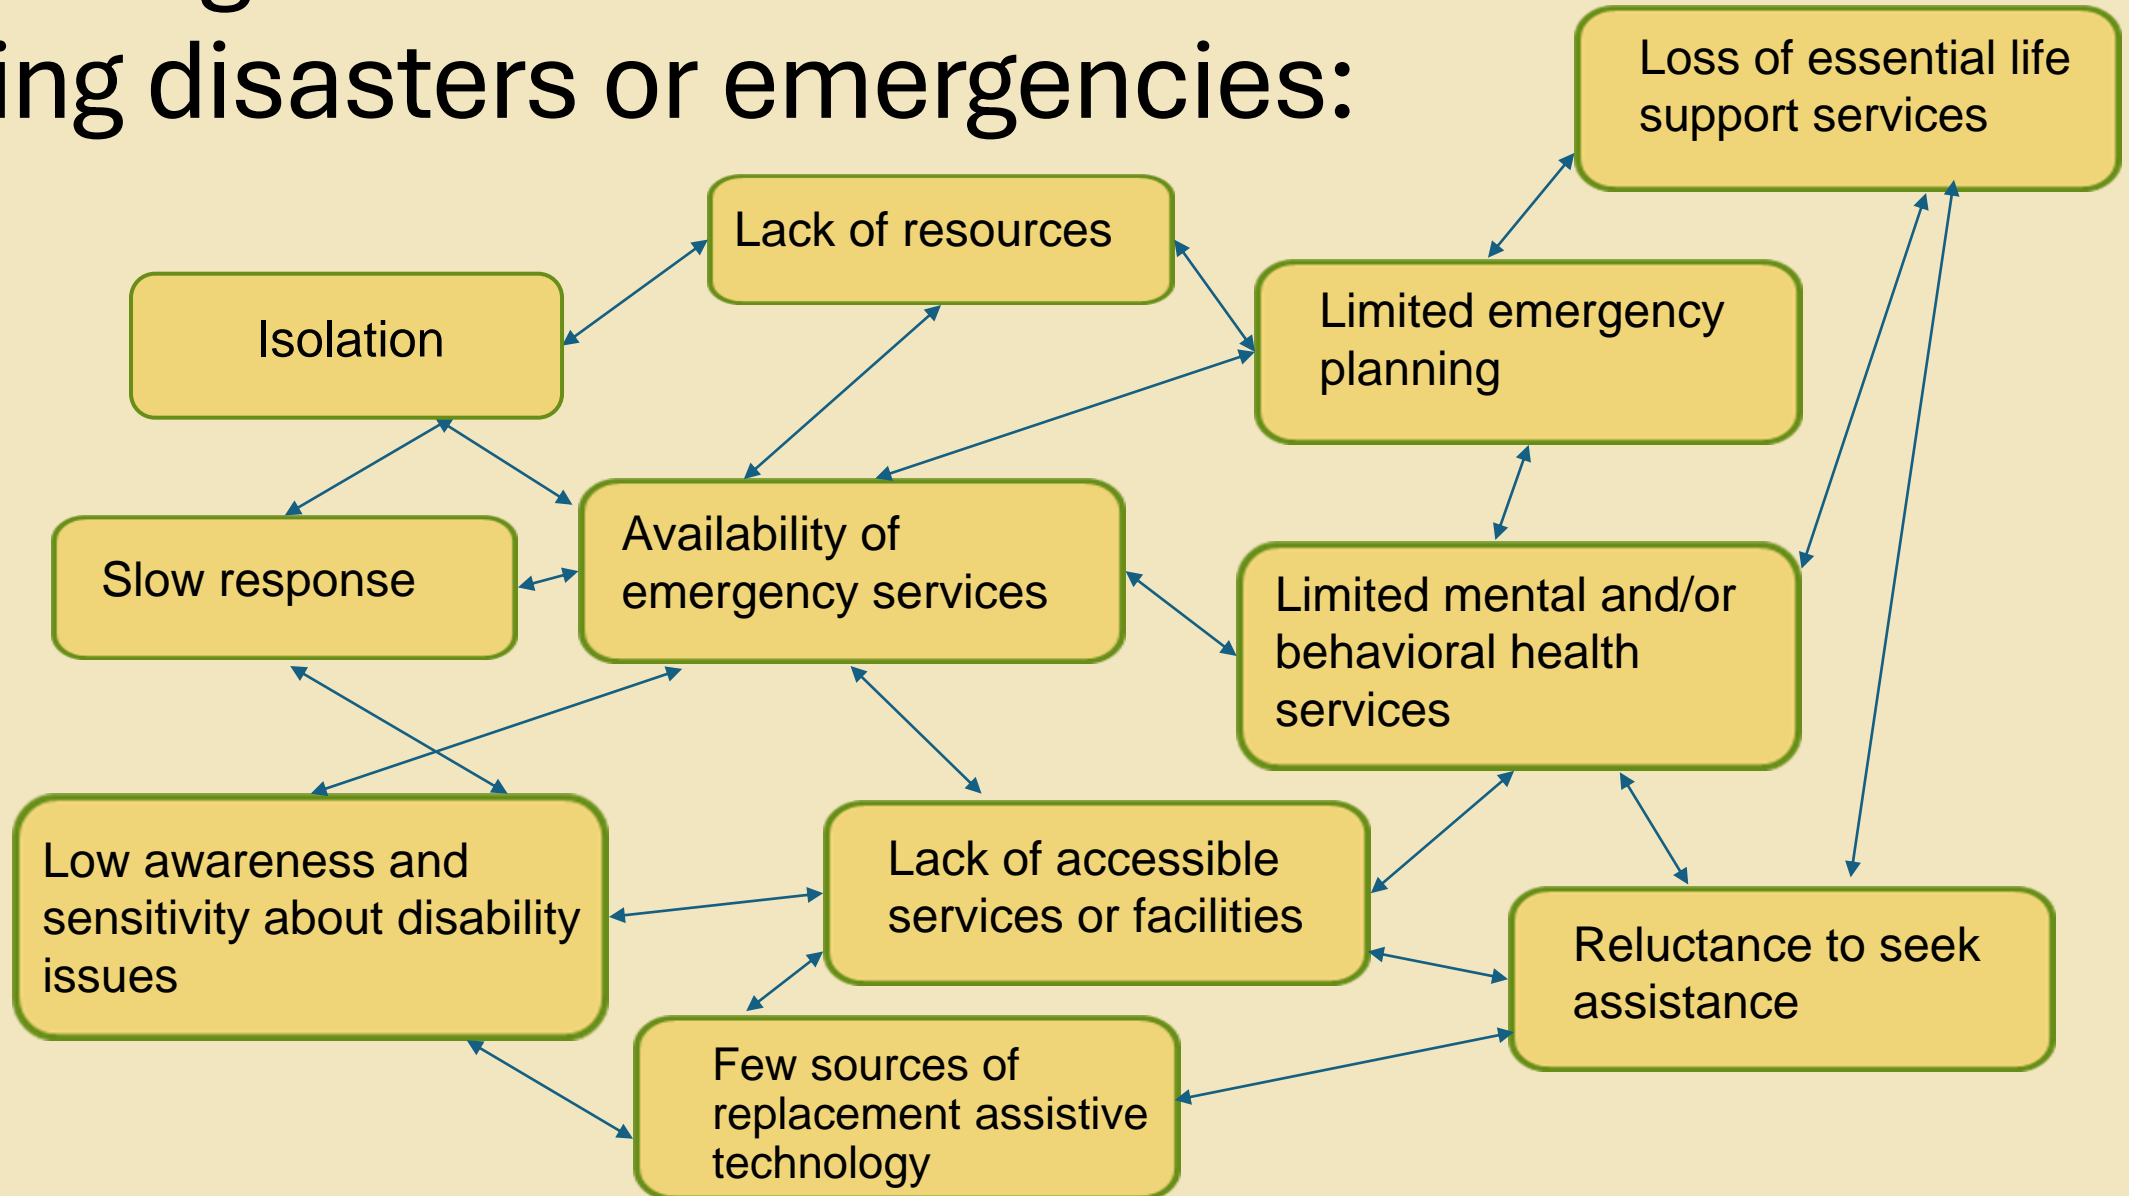 disasters or emergencies:
Loss of essential life
support services
Lack of resources
Isolation
Limited emergency
planning
Availability of
emergency services
Slow response
Limited mental and/or
behavioral health
services
Low awareness and
sensitivity about disability
issues
Lack of accessible
services or facilities
Reluctance to seek
assistance
Few sources of
replacement assistive
technology